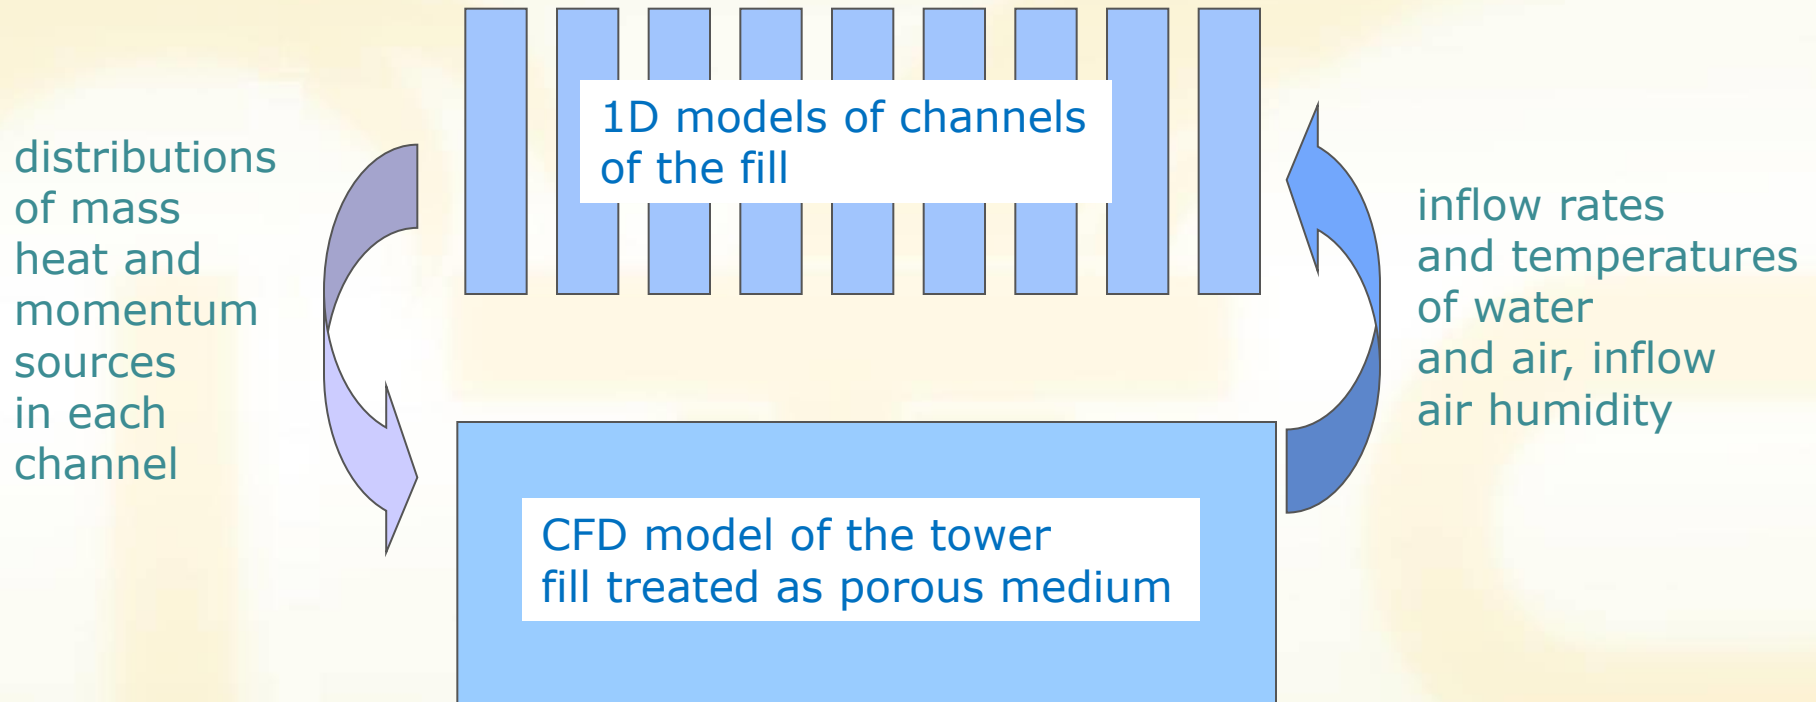 1D models of channels
of the fill
distributions
of mass
heat and
momentum
sources
in each
channel
inflow rates
and temperatures
of water
and air, inflow
air humidity
CFD model of the tower
fill treated as porous medium